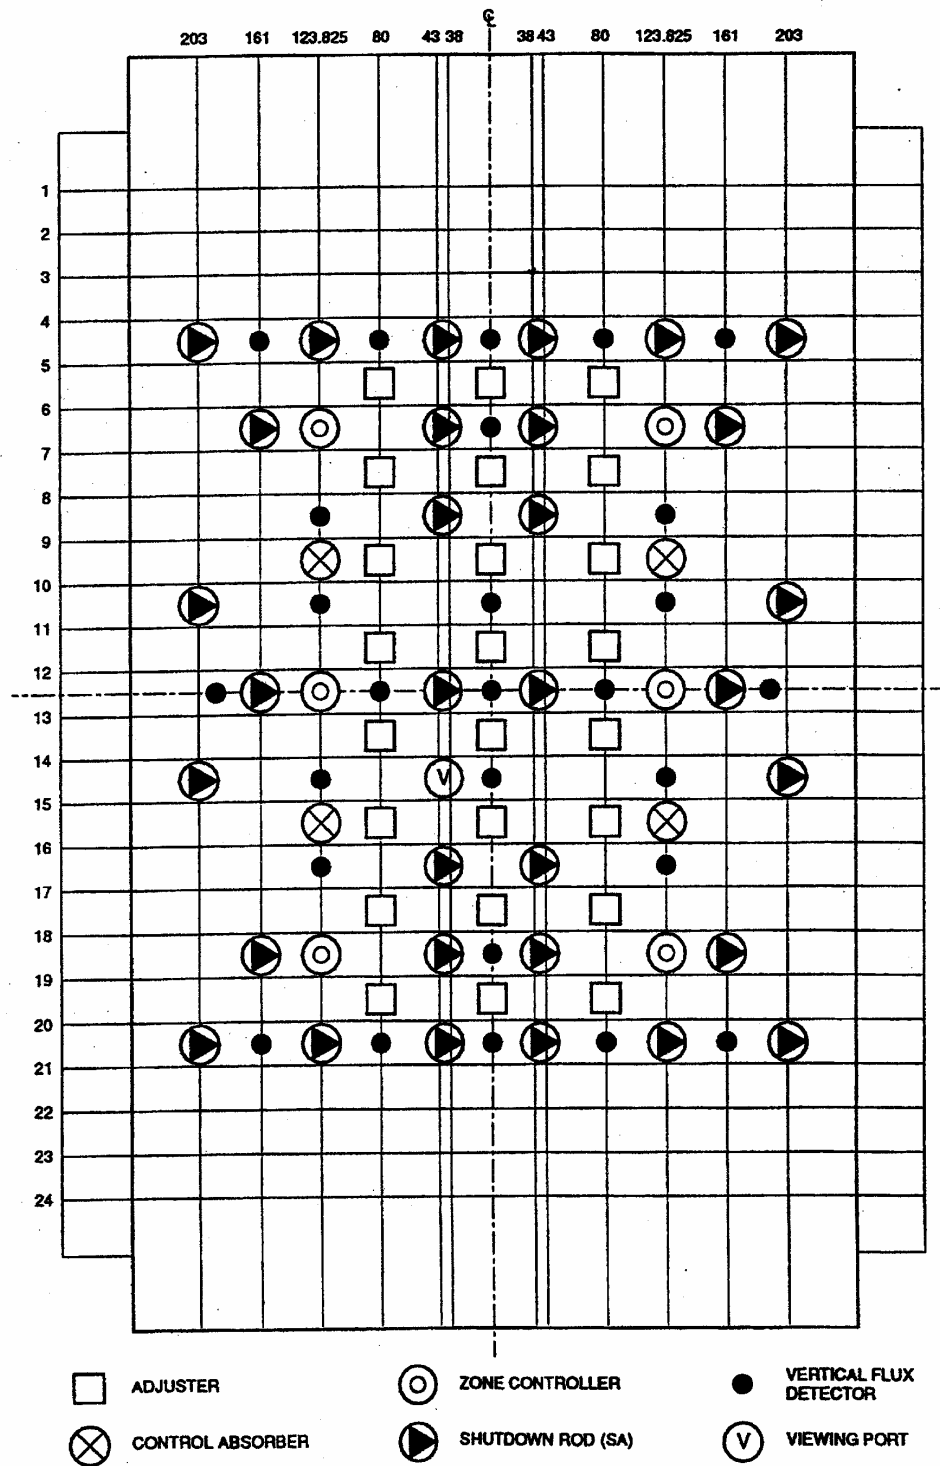 ℄
203 161 123.825 80 43 38 38 43 80 123.825 161 203
1
2
3
4
5
6
7
8
9
10
11
12
13
14
V
15
16
17
18
19
20
21
22
23
24
ADJUSTER
ZONE CONTROLLER
VERTICAL FLUX
DETECTOR
CONTROL ABSORBER
SHUTDOWN ROD (SA)
V VIEWING PORT